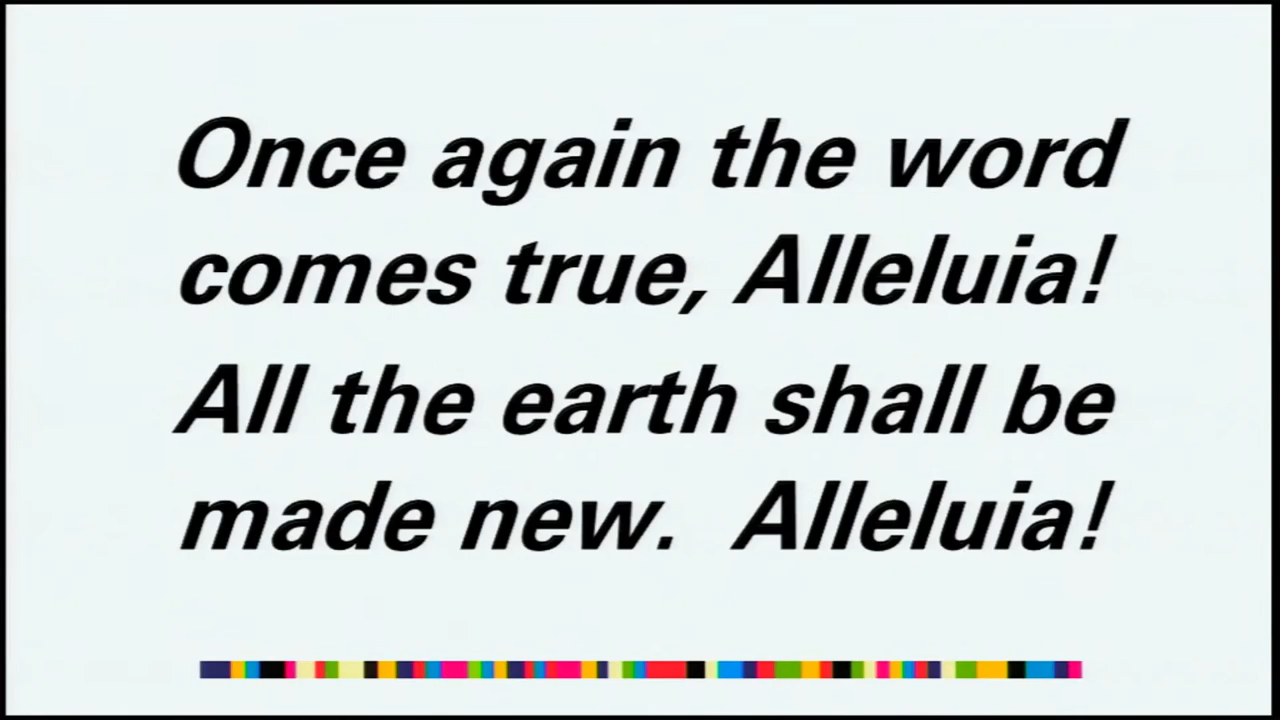 Once again the word
comes true, Alleluia!
All the earth shall be
made new.  Alleluia!